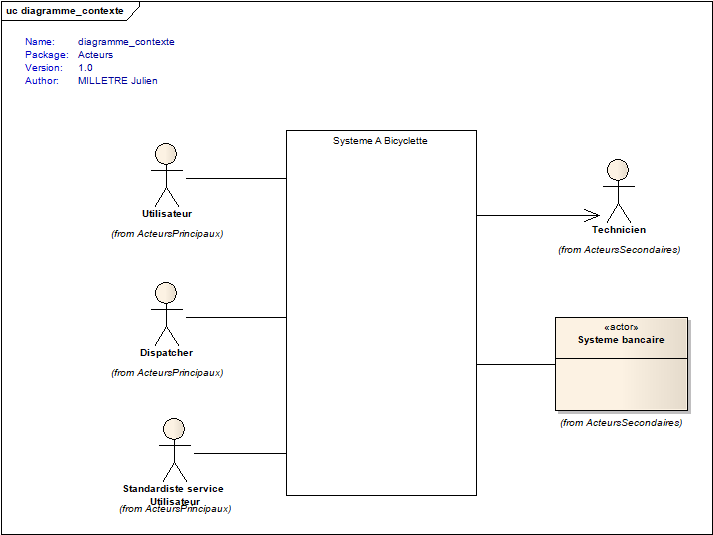 uc diagramme_contexte
Name: diagramme_contexte
Package: Acteurs
Version: 1.0
Author: MILLETRE Julien
Systeme A Bicyclette
Utilisateur
(from ActeursPrincipaux)
Technicien
(from ActeursSecondaires)
Dispatcher
(from ActeursPrincipaux)
«actor»
Systeme bancaire
(from ActeursSecondaires)
Standardiste service
Utilisateur
(from ActeursPrincipaux)